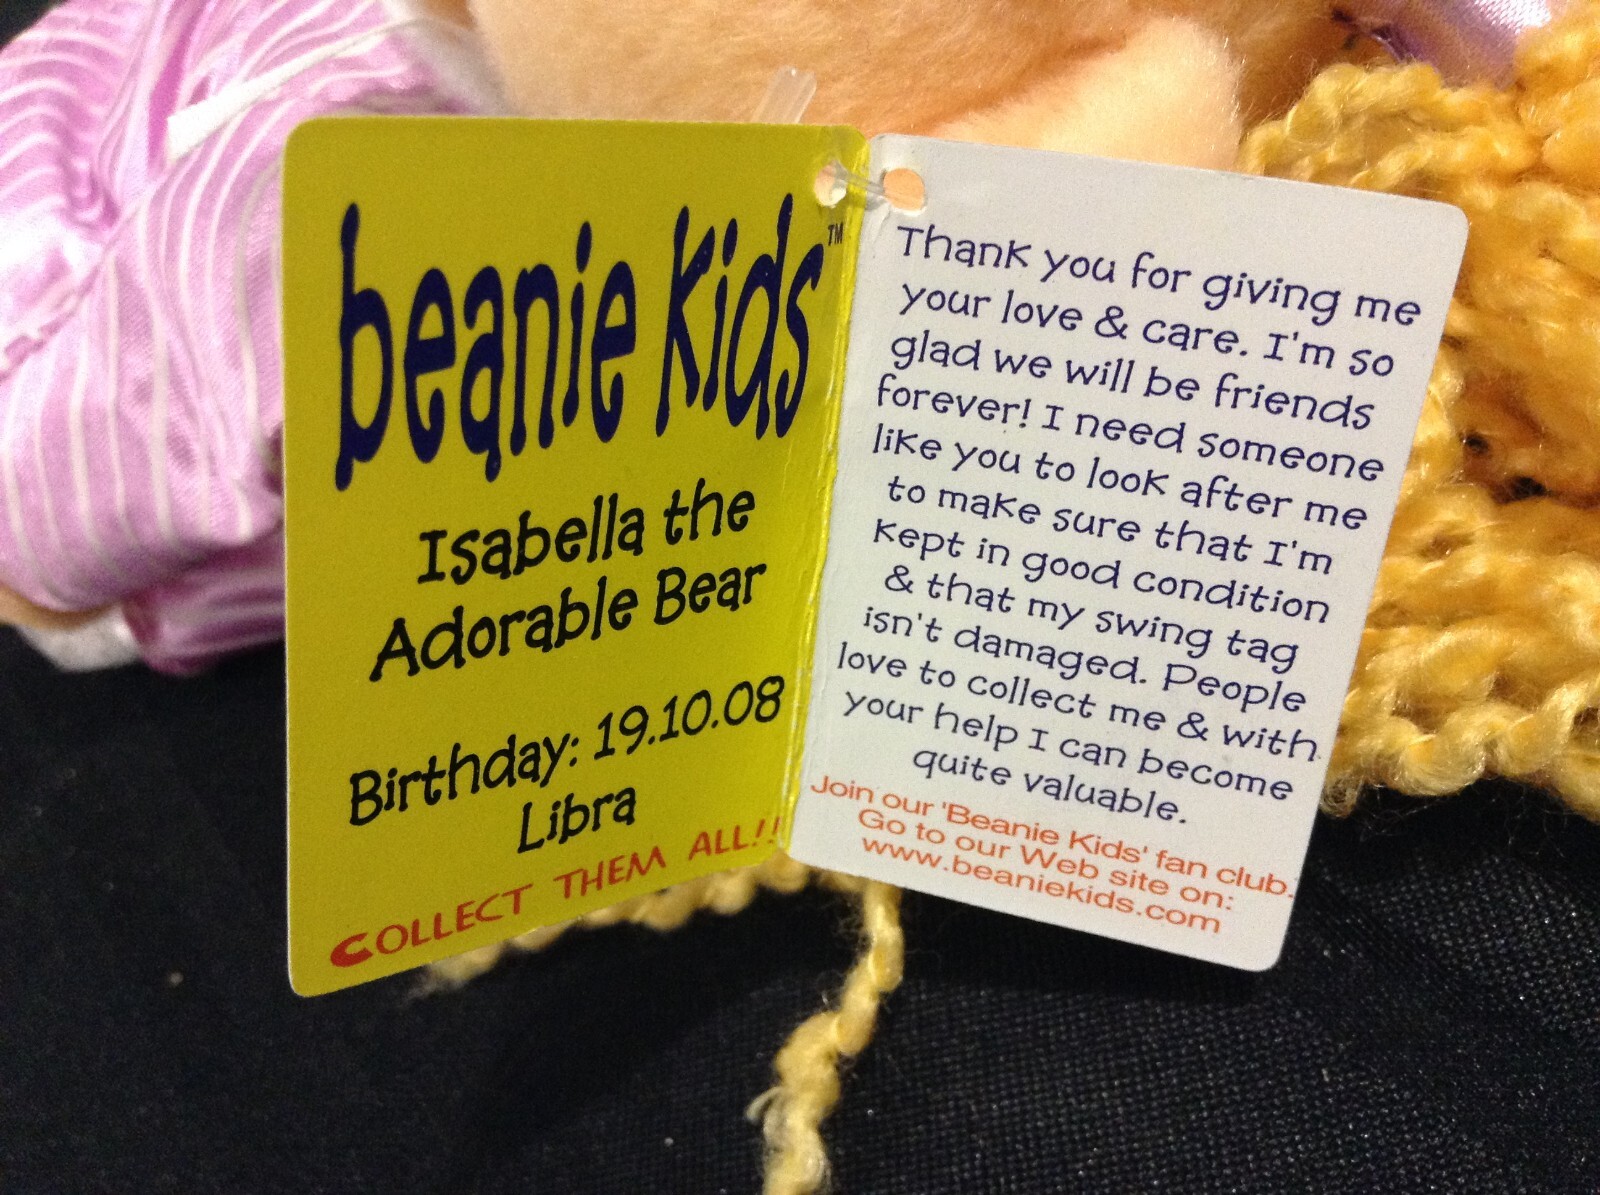 beanie kids™
Isabella the
Adorable Bear
Birthday: 19.10.08
Libra
COLLECT THEM ALL!!
Thank you for giving me
your love & care. I'm so
glad we will be friends
forever! I need someone
like you to look after me
to make sure that I'm
kept in good condition
& that my swing tag
isn't damaged. People
love to collect me & with
your help I can become
quite valuable.
Join our 'Beanie Kids' fan club.
Go to our Web site on:
www.beaniekids.com